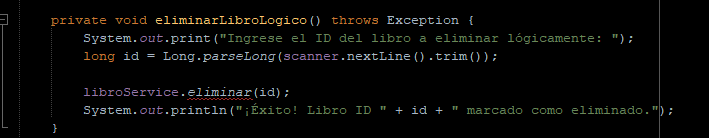 private void eliminarLibroLogico() throws Exception {
System.out.print("Ingrese el ID del libro a eliminar lógicamente: ");
long id = Long.parseLong(scanner.nextLine().trim());
libroService.eliminar(id);
System.out.println("¡Éxito! Libro ID " + id + " marcado como eliminado.");
}